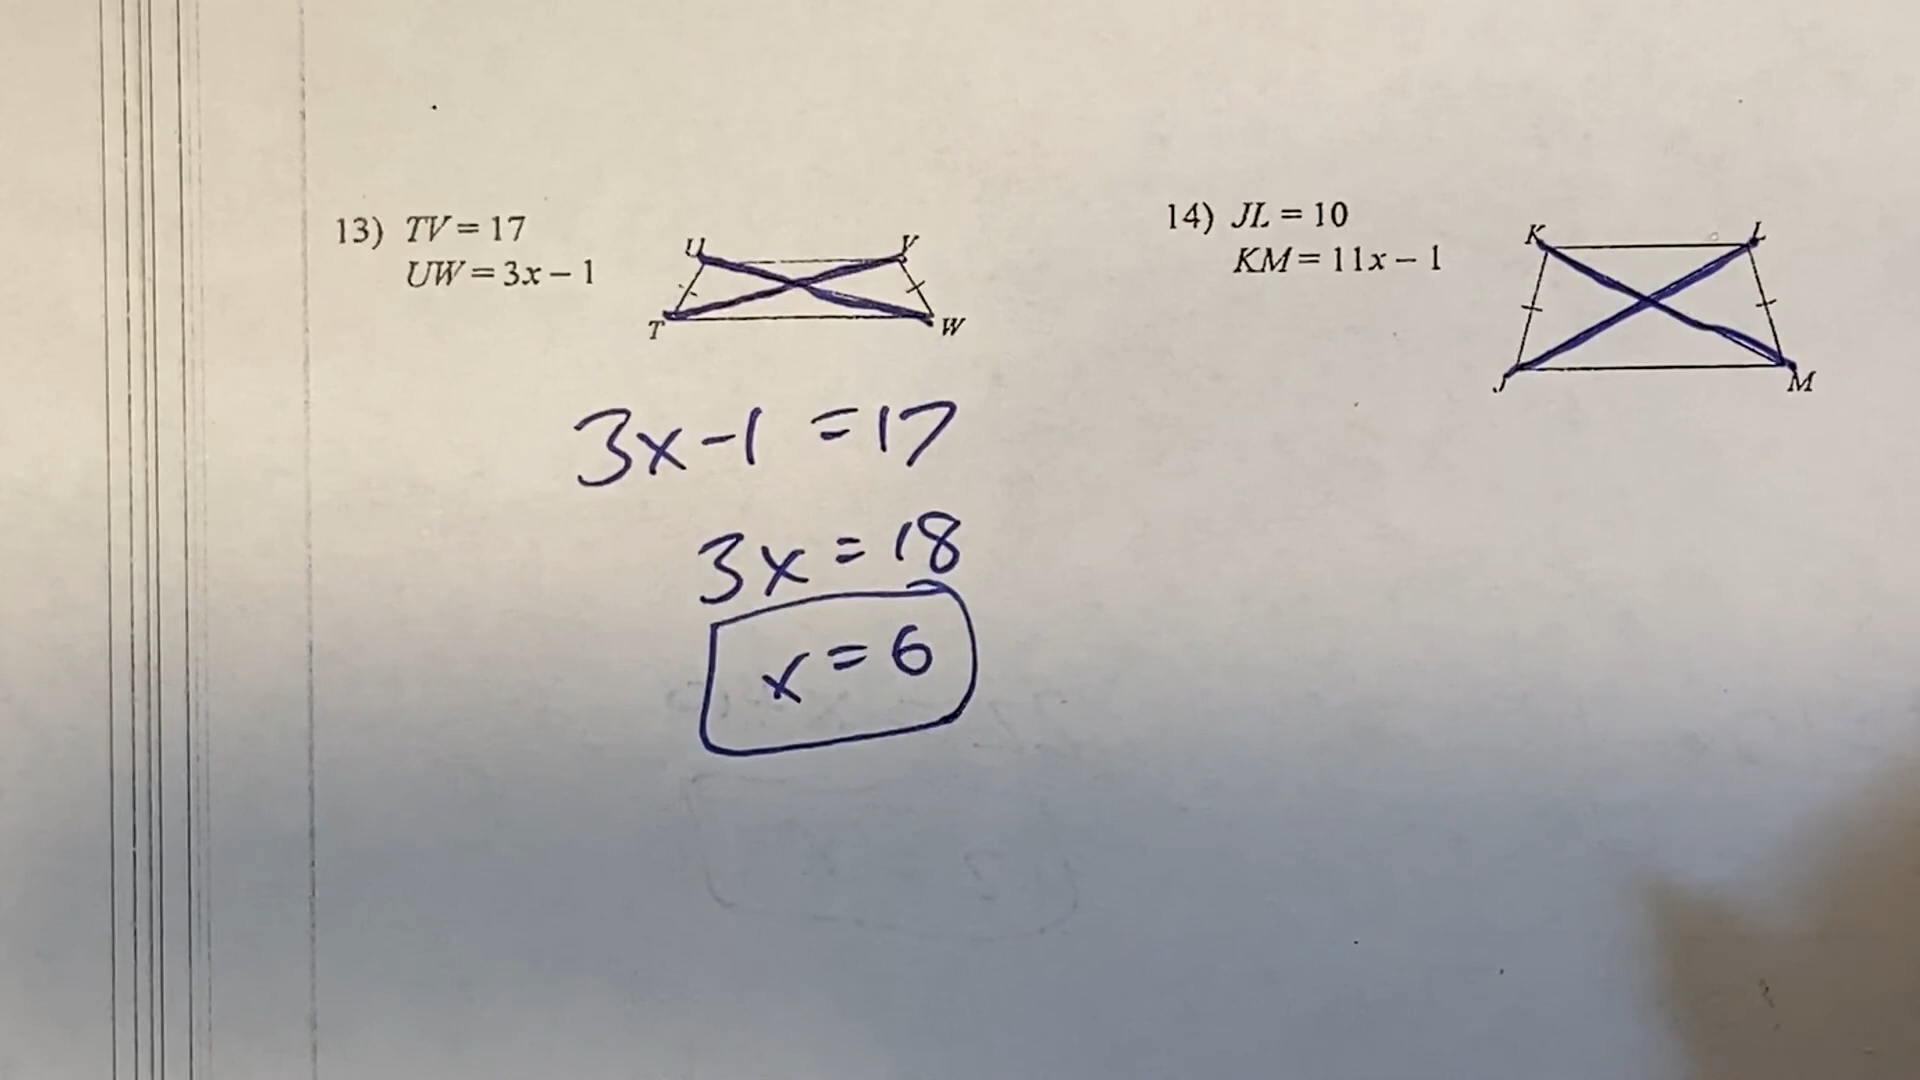 13) TV = 17
UW = 3x – 1
U
V
T
W
3x - 1 = 17
3x = 18
x = 6
14) JL = 10
KM = 11x – 1
K
L
J
M